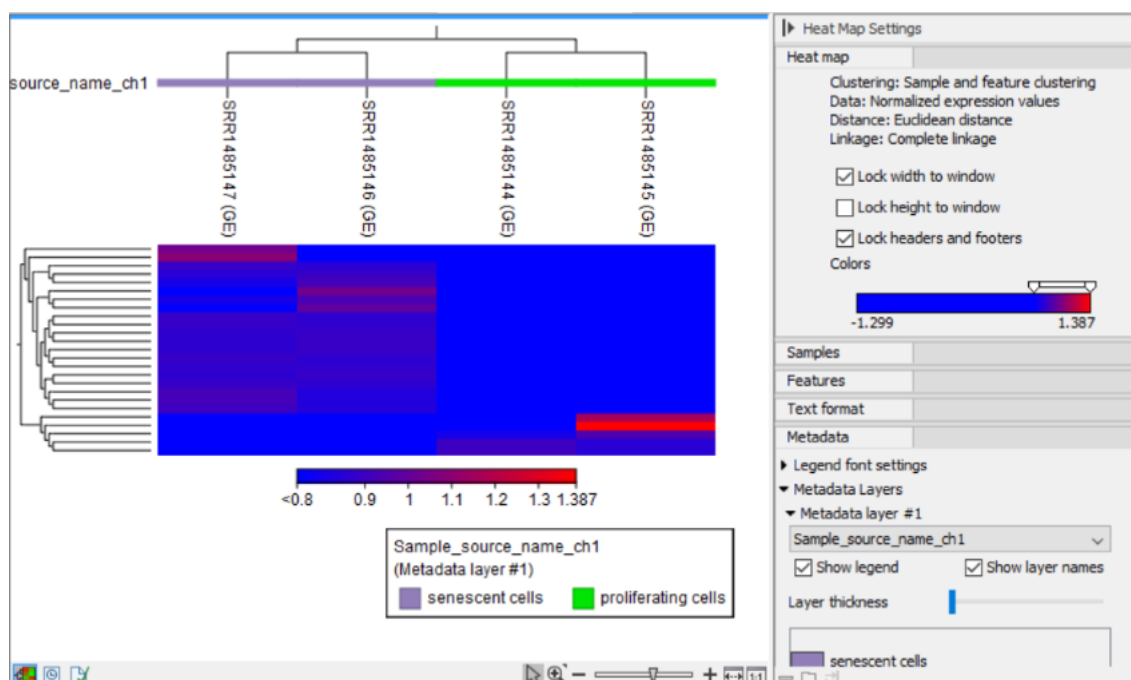 source_name_ch1
SRR1485147 (GE)
SRR1485146 (GE)
SRR1485144 (GE)
SRR1485145 (GE)
<0.8 0.9 1 1.1 1.2 1.3 1.387
Sample_source_name_ch1
(Metadata layer #1)
senescent cells proliferating cells
1:1
Heat Map Settings
Heat map
Clustering: Sample and feature clustering
Data: Normalized expression values
Distance: Euclidean distance
Linkage: Complete linkage
Lock width to window
Lock height to window
Lock headers and footers
Colors
-1.299 1.387
Samples
Features
Text format
Metadata
Legend font settings
Metadata Layers
Metadata layer #1
Sample_source_name_ch1
Show legend Show layer names
Layer thickness
senescent cells